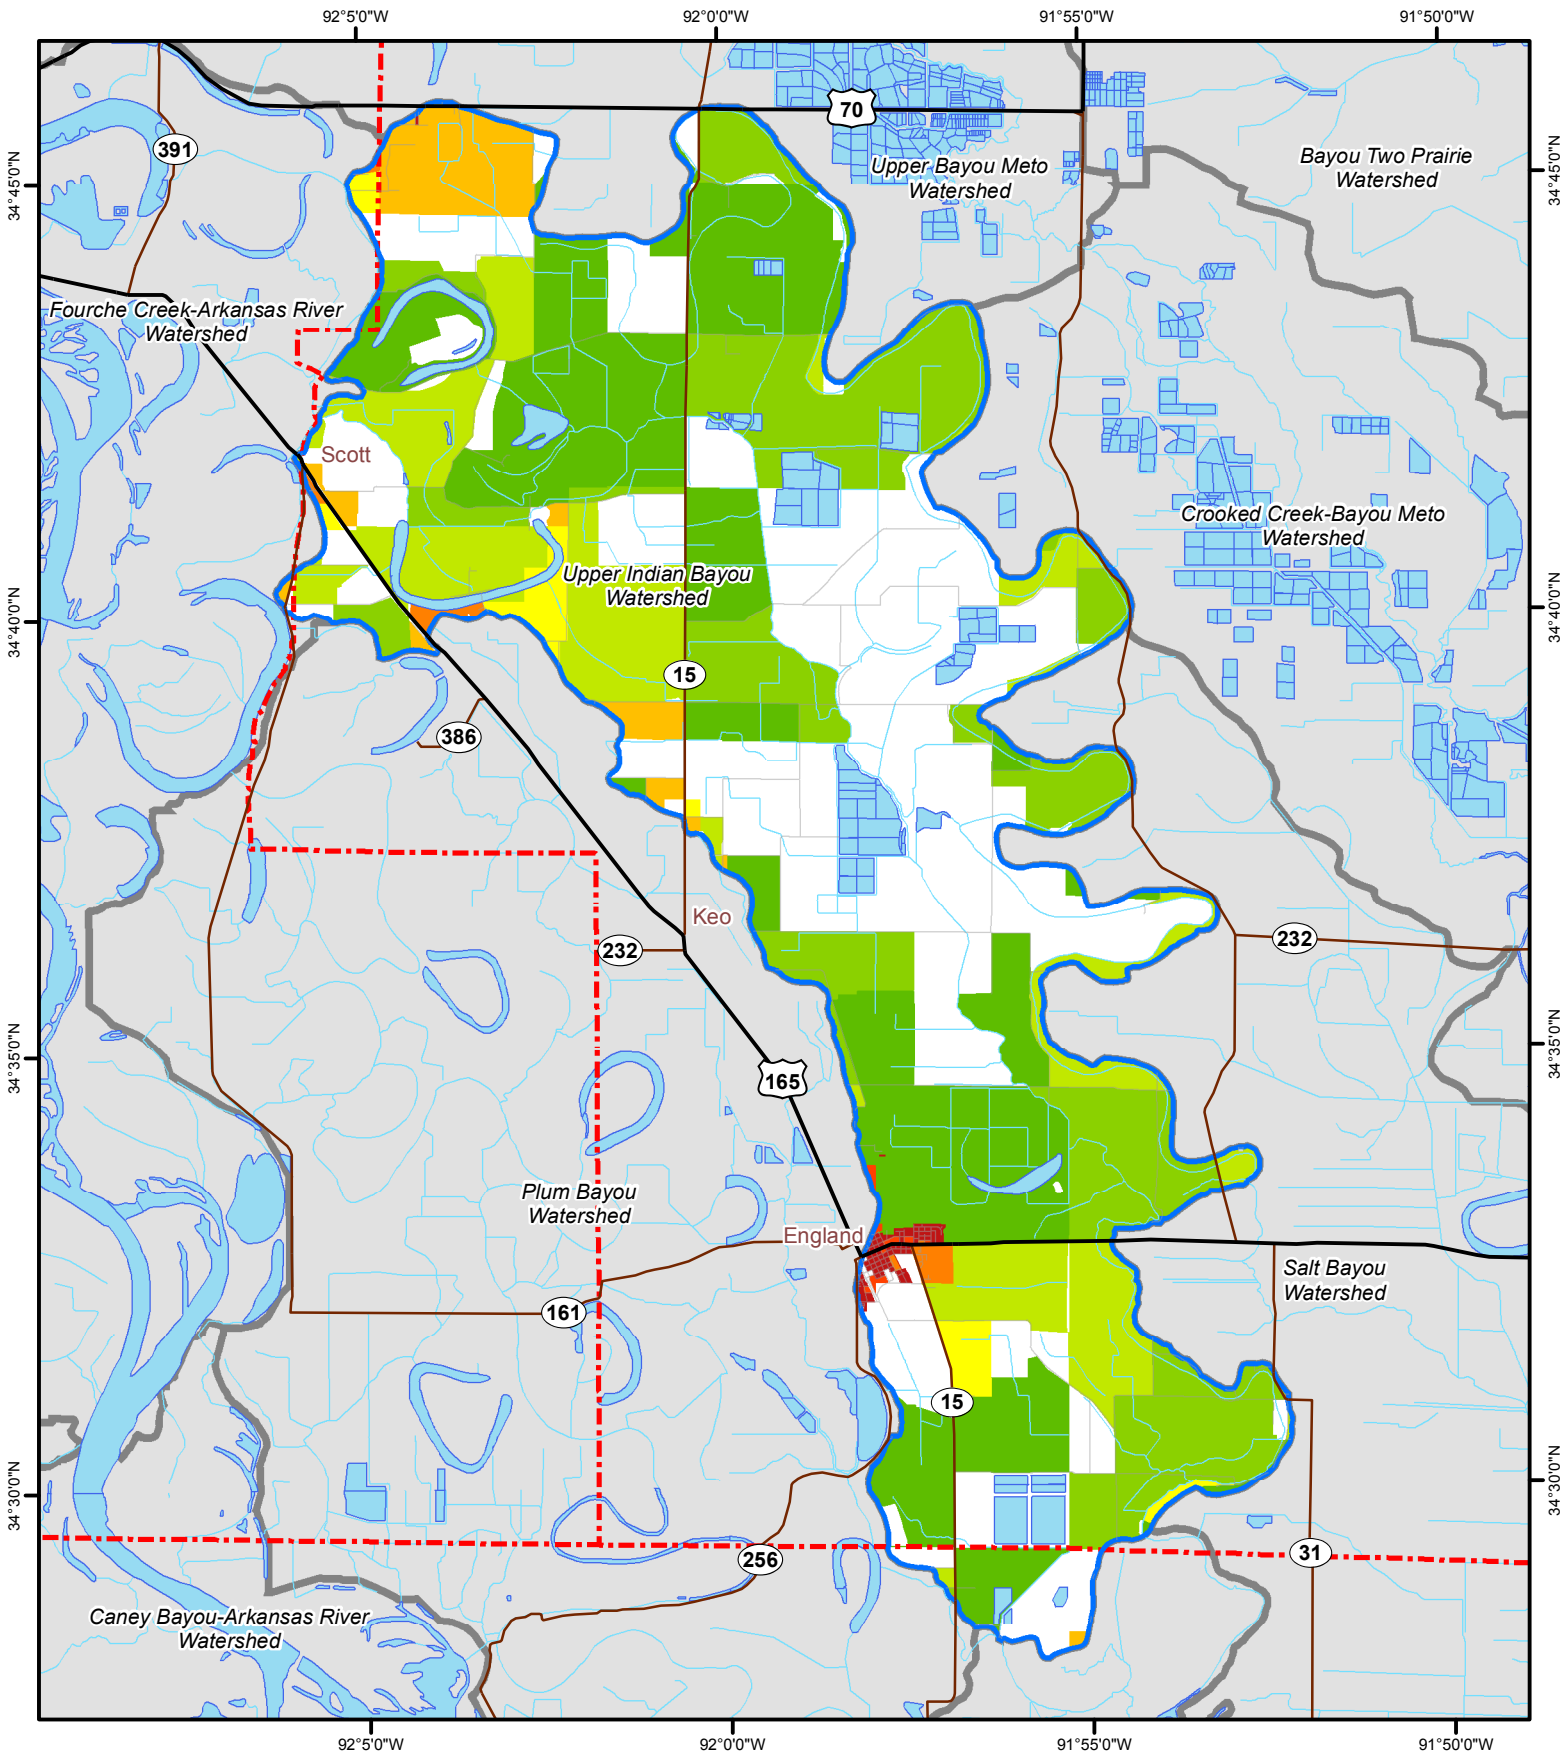 92°5'0"W
92°0'0"W
91°55'0"W
91°50'0"W
70
391
Upper Bayou Meto
Watershed
Bayou Two Prairie
Watershed
34°45'0"N
34°45'0"N
Fourche Creek-Arkansas River
Watershed
Scott
Crooked Creek-Bayou Meto
Watershed
Upper Indian Bayou
Watershed
34°40'0"N
34°40'0"N
15
386
Keo
232
232
34°35'0"N
34°35'0"N
165
Plum Bayou
Watershed
England
Salt Bayou
Watershed
161
15
34°30'0"N
34°30'0"N
256
31
Caney Bayou-Arkansas River
Watershed
92°5'0"W
92°0'0"W
91°55'0"W
91°50'0"W